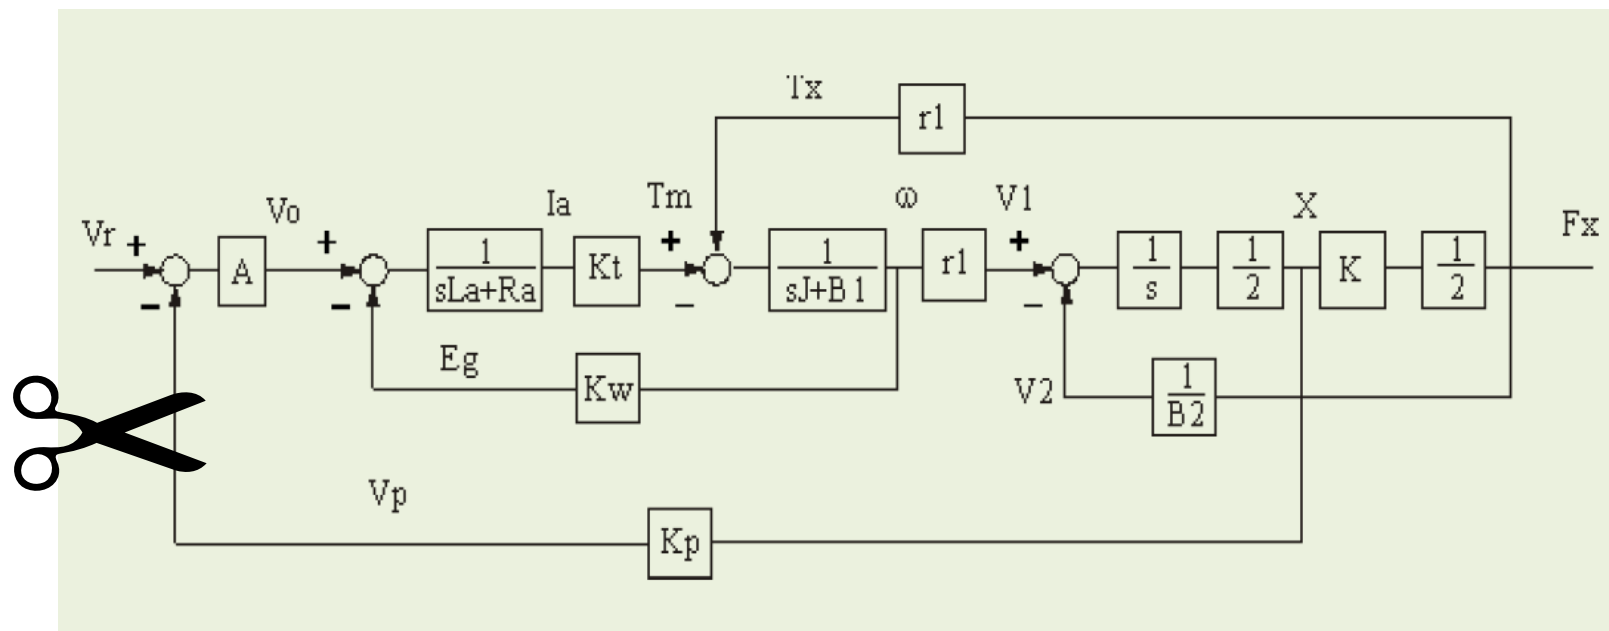 Tx
r1
Vr
+
−
A
Vo
+
−
1
sLa+Ra
Ia
Kt
Tm
+
−
1
sJ+B1
ω
r1
V1
+
−
1
s
1
2
X
K
1
2
Fx
Eg
Kw
V2
1
B2
Vp
Kp